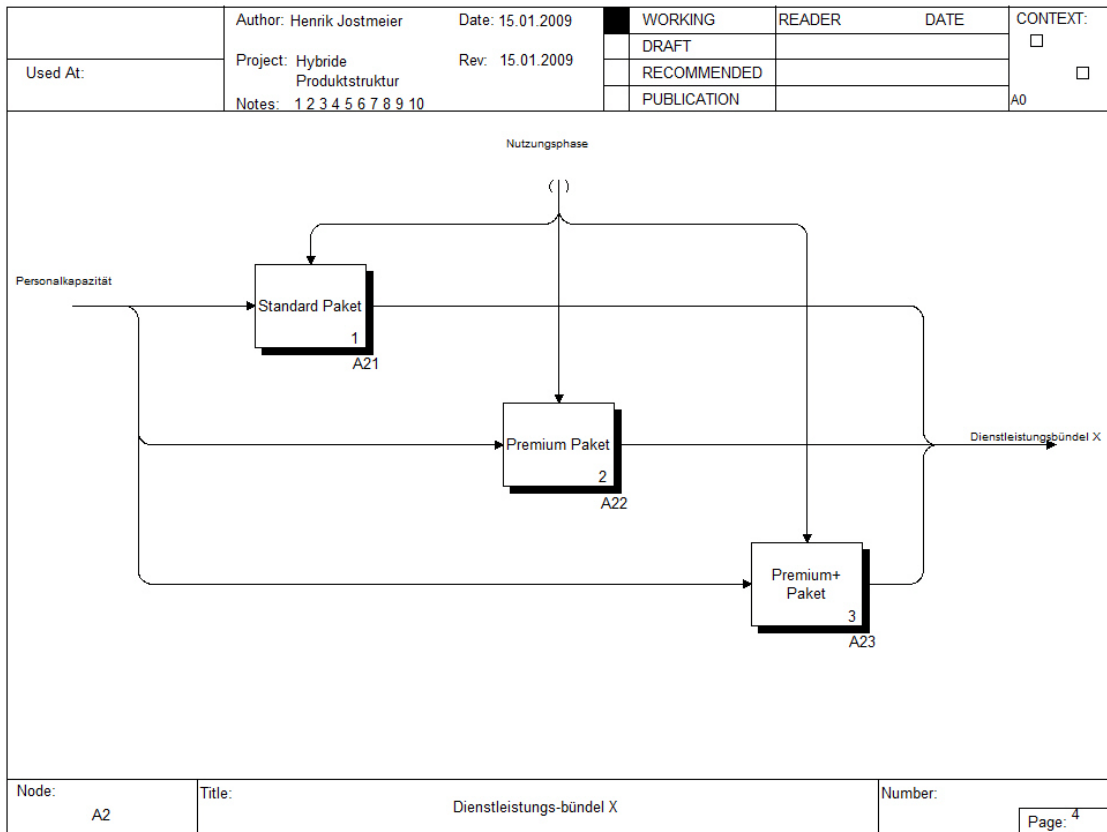 Used At:
Author: Henrik Jostmeier
Date: 15.01.2009
Project: Hybride
Produktstruktur
Rev: 15.01.2009
Notes: 1 2 3 4 5 6 7 8 9 10
WORKING
DRAFT
RECOMMENDED
PUBLICATION
READER DATE
CONTEXT:
A0
Nutzungsphase
( )
Personalkapazität
Standard Paket
1
A21
Premium Paket
2
A22
Dienstleistungsbündel X
Premium+
Paket
3
A23
Node:
A2
Title:
Dienstleistungs-bündel X
Number:
Page: 4